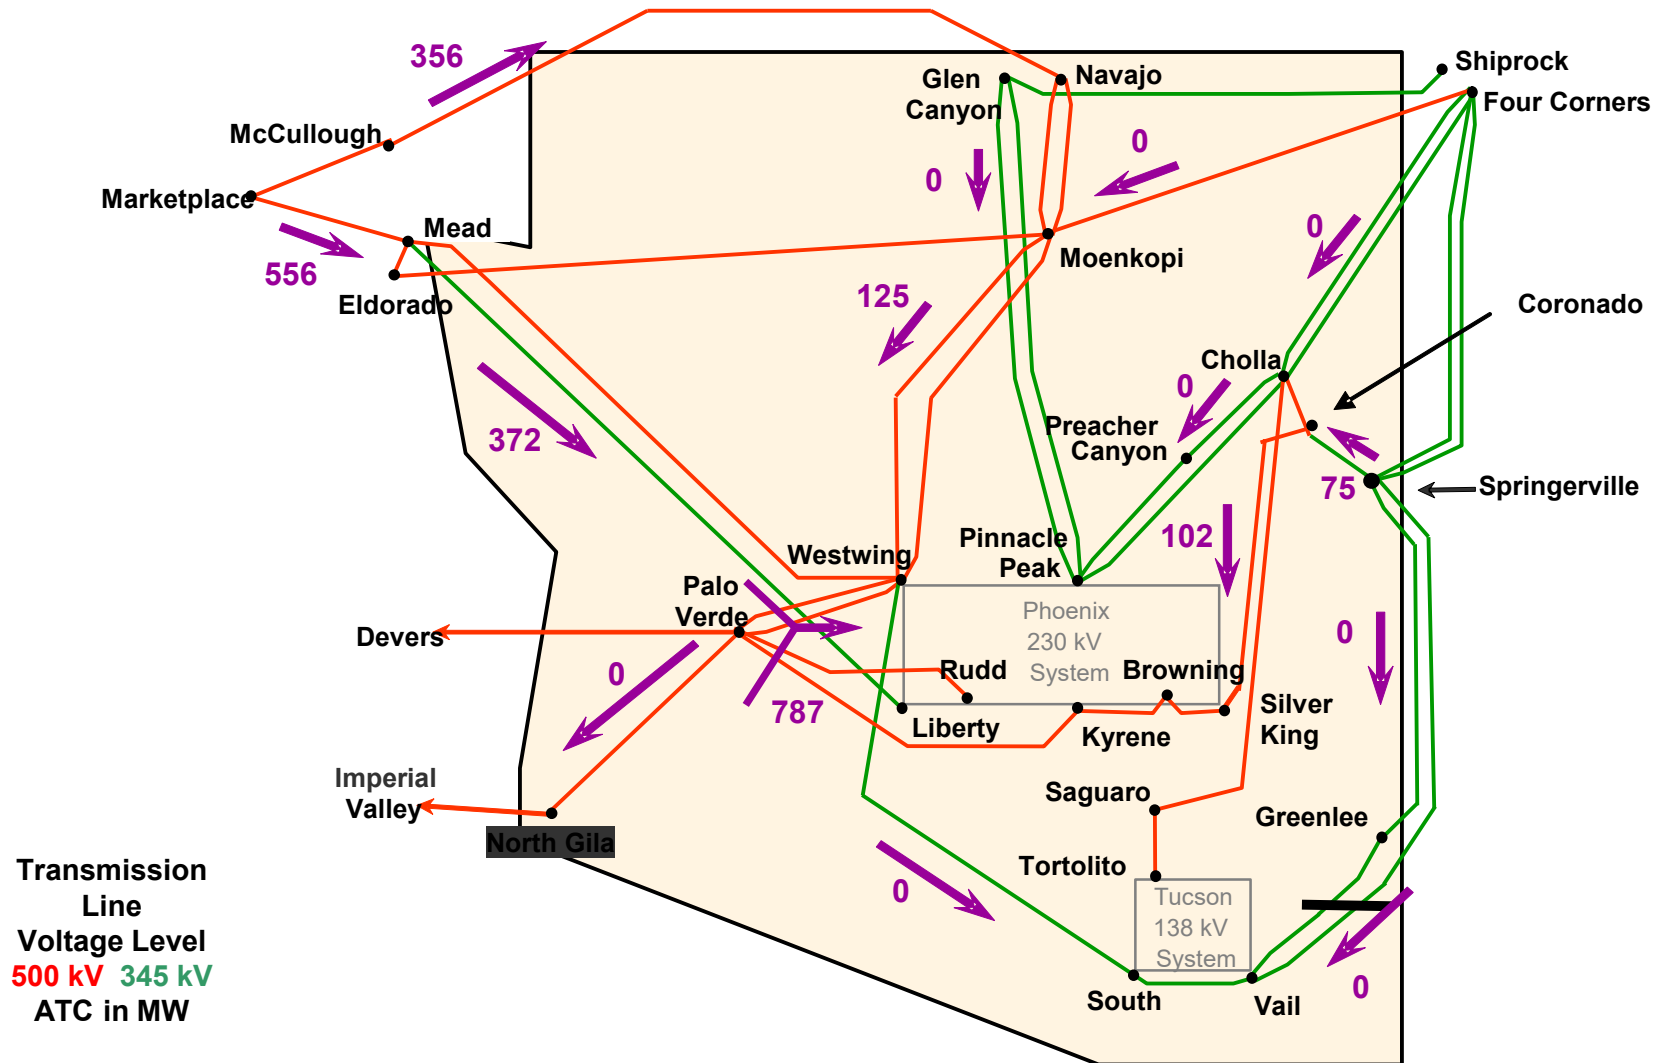 356
McCullough
Marketplace
Mead
556
Eldorado
Glen
Canyon
Navajo
Shiprock
Four Corners
0
0
0
Moenkopi
125
Coronado
Cholla
0
372
Preacher
Canyon
75
Springerville
102
Westwing
Pinnacle
Peak
Palo
Verde
Phoenix
230 kV
System
Devers
0
0
Rudd
Browning
787
Liberty
Kyrene
Silver
King
Imperial
Valley
North Gila
Saguaro
Greenlee
Tortolito
0
Tucson
138 kV
System
0
South
Vail
Transmission
Line
Voltage Level
500 kV 345 kV
ATC in MW